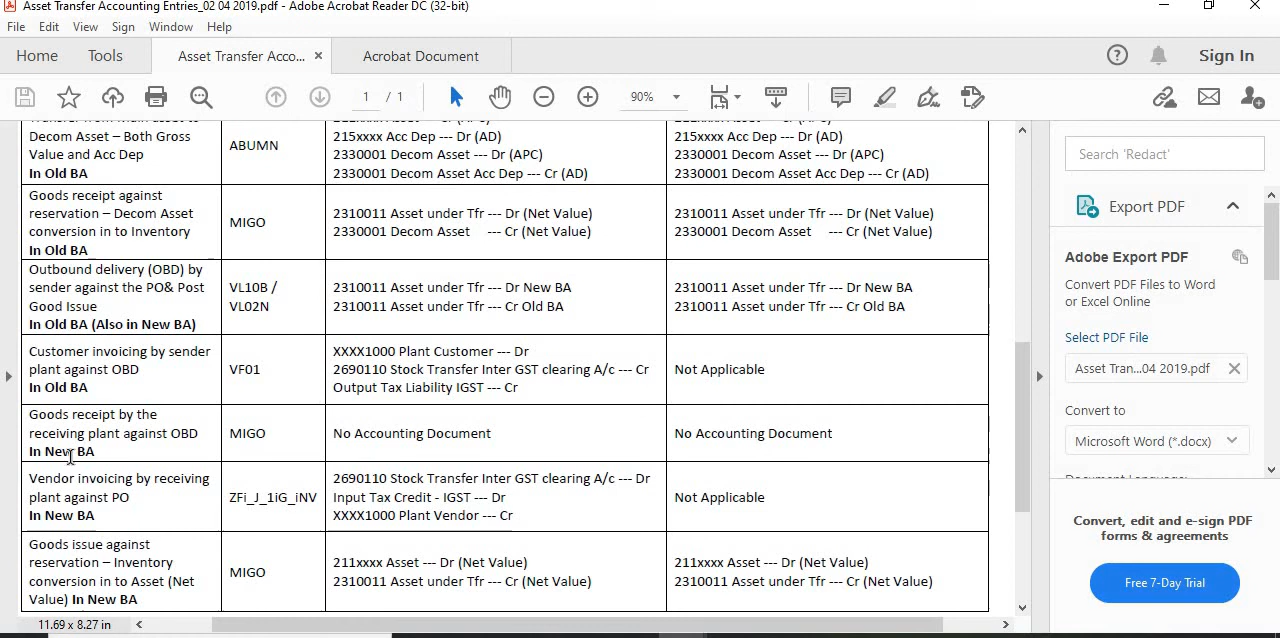 Asset Transfer Accounting Entries_02 04 2019.pdf - Adobe Acrobat Reader DC (32-bit)
File Edit View Sign Window Help
Home Tools Asset Transfer Acco... × Acrobat Document Sign In
1 / 1 90%
Decom Asset – Both Gross
Value and Acc Dep
In Old BA
ABUMN
215xxxx Acc Dep --- Dr (AD)
2330001 Decom Asset --- Dr (APC)
2330001 Decom Asset Acc Dep --- Cr (AD)
215xxxx Acc Dep --- Dr (AD)
2330001 Decom Asset --- Dr (APC)
2330001 Decom Asset Acc Dep --- Cr (AD)
Goods receipt against
reservation – Decom Asset
conversion in to Inventory
In Old BA
MIGO
2310011 Asset under Tfr --- Dr (Net Value)
2330001 Decom Asset --- Cr (Net Value)
2310011 Asset under Tfr --- Dr (Net Value)
2330001 Decom Asset --- Cr (Net Value)
Outbound delivery (OBD) by
sender against the PO& Post
Good Issue
In Old BA (Also in New BA)
VL10B /
VL02N
2310011 Asset under Tfr --- Dr New BA
2310011 Asset under Tfr --- Cr Old BA
2310011 Asset under Tfr --- Dr New BA
2310011 Asset under Tfr --- Cr Old BA
Customer invoicing by sender
plant against OBD
In Old BA
VF01
XXXX1000 Plant Customer --- Dr
2690110 Stock Transfer Inter GST clearing A/c --- Cr
Output Tax Liability IGST --- Cr
Not Applicable
Goods receipt by the
receiving plant against OBD
In New BA
MIGO
No Accounting Document
No Accounting Document
Vendor invoicing by receiving
plant against PO
In New BA
ZFi_J_1iG_iNV
2690110 Stock Transfer Inter GST clearing A/c --- Dr
Input Tax Credit - IGST --- Dr
XXXX1000 Plant Vendor --- Cr
Not Applicable
Goods issue against
reservation – Inventory
conversion in to Asset (Net
Value) In New BA
MIGO
211xxxx Asset --- Dr (Net Value)
2310011 Asset under Tfr --- Cr (Net Value)
211xxxx Asset --- Dr (Net Value)
2310011 Asset under Tfr --- Cr (Net Value)
11.69 x 8.27 in
Search 'Redact'
Export PDF
Adobe Export PDF
Convert PDF Files to Word
or Excel Online
Select PDF File
Asset Tran...04 2019.pdf
Convert to
Microsoft Word (*.docx)
Convert, edit and e-sign PDF
forms & agreements
Free 7-Day Trial